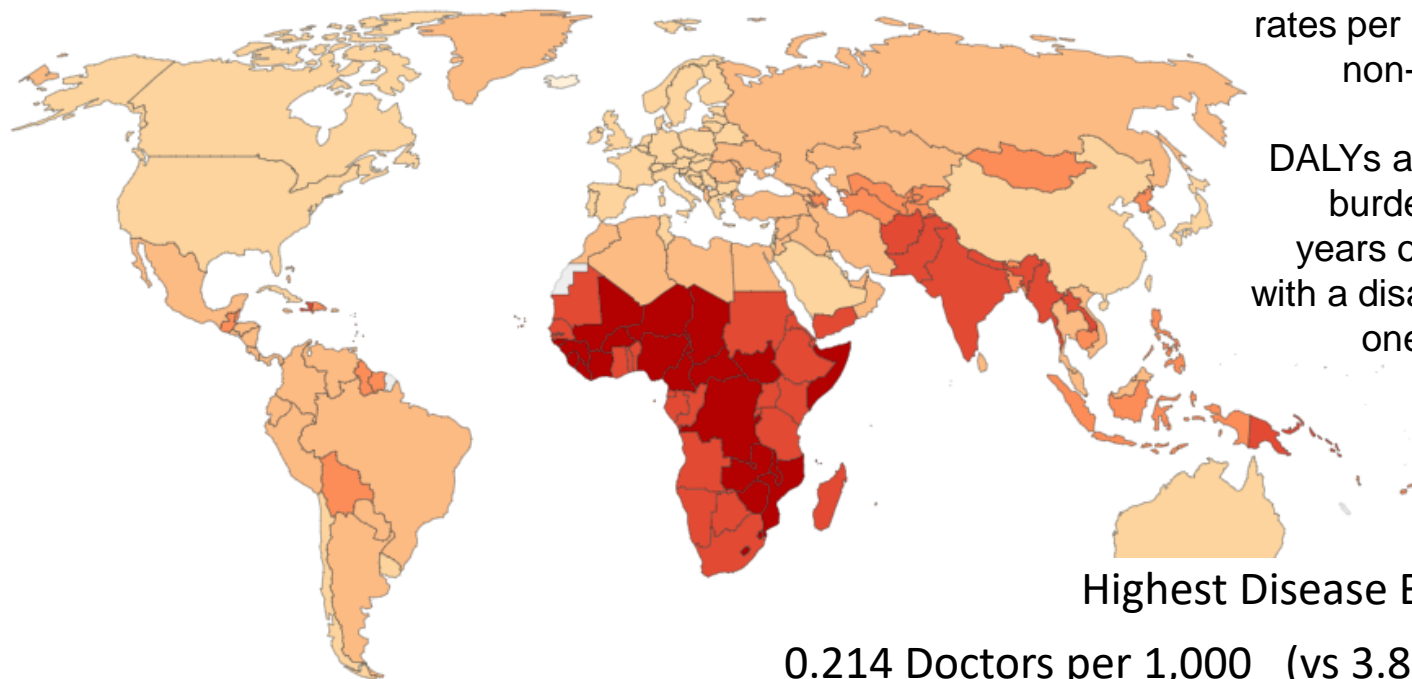 rates per
non-
DALYs a
burde
years o
with a disa
one
Highest Disease
0.214 Doctors per 1,000 (vs 3.8